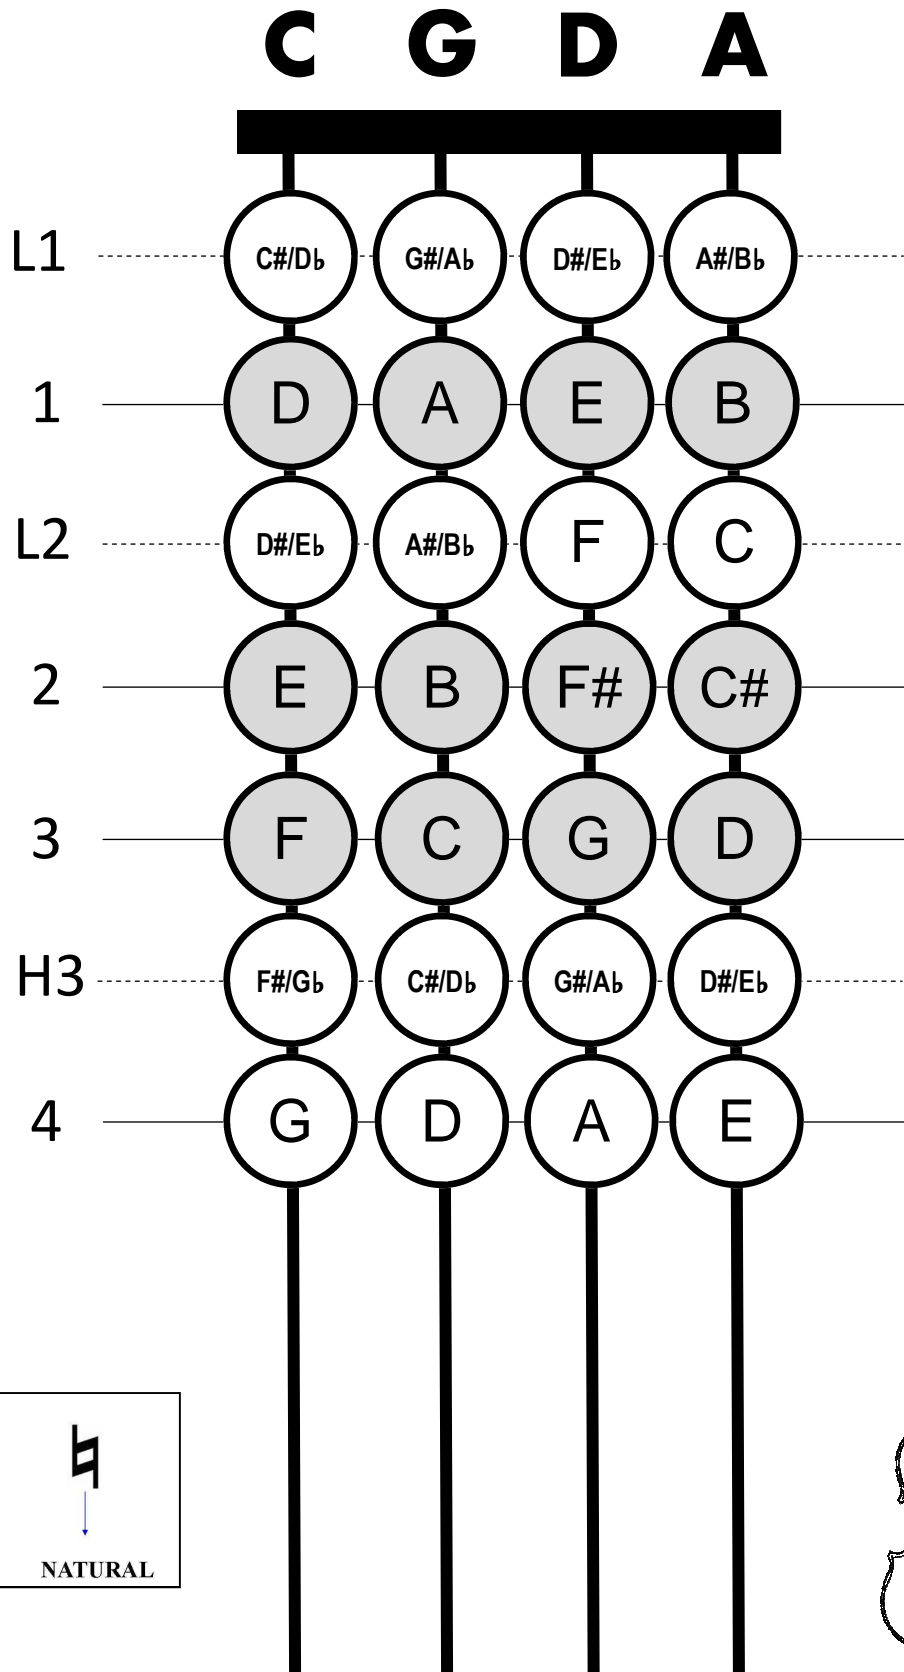 C G D A
L1 C#/D♭ G#/A♭ D#/E♭ A#/B♭
1 D A E B
L2 D#/E♭ A#/B♭ F C
2 E B F# C#
3 F C G D
H3 F#/G♭ C#/D♭ G#/A♭ D#/E♭
4 G D A E
♮
NATURAL